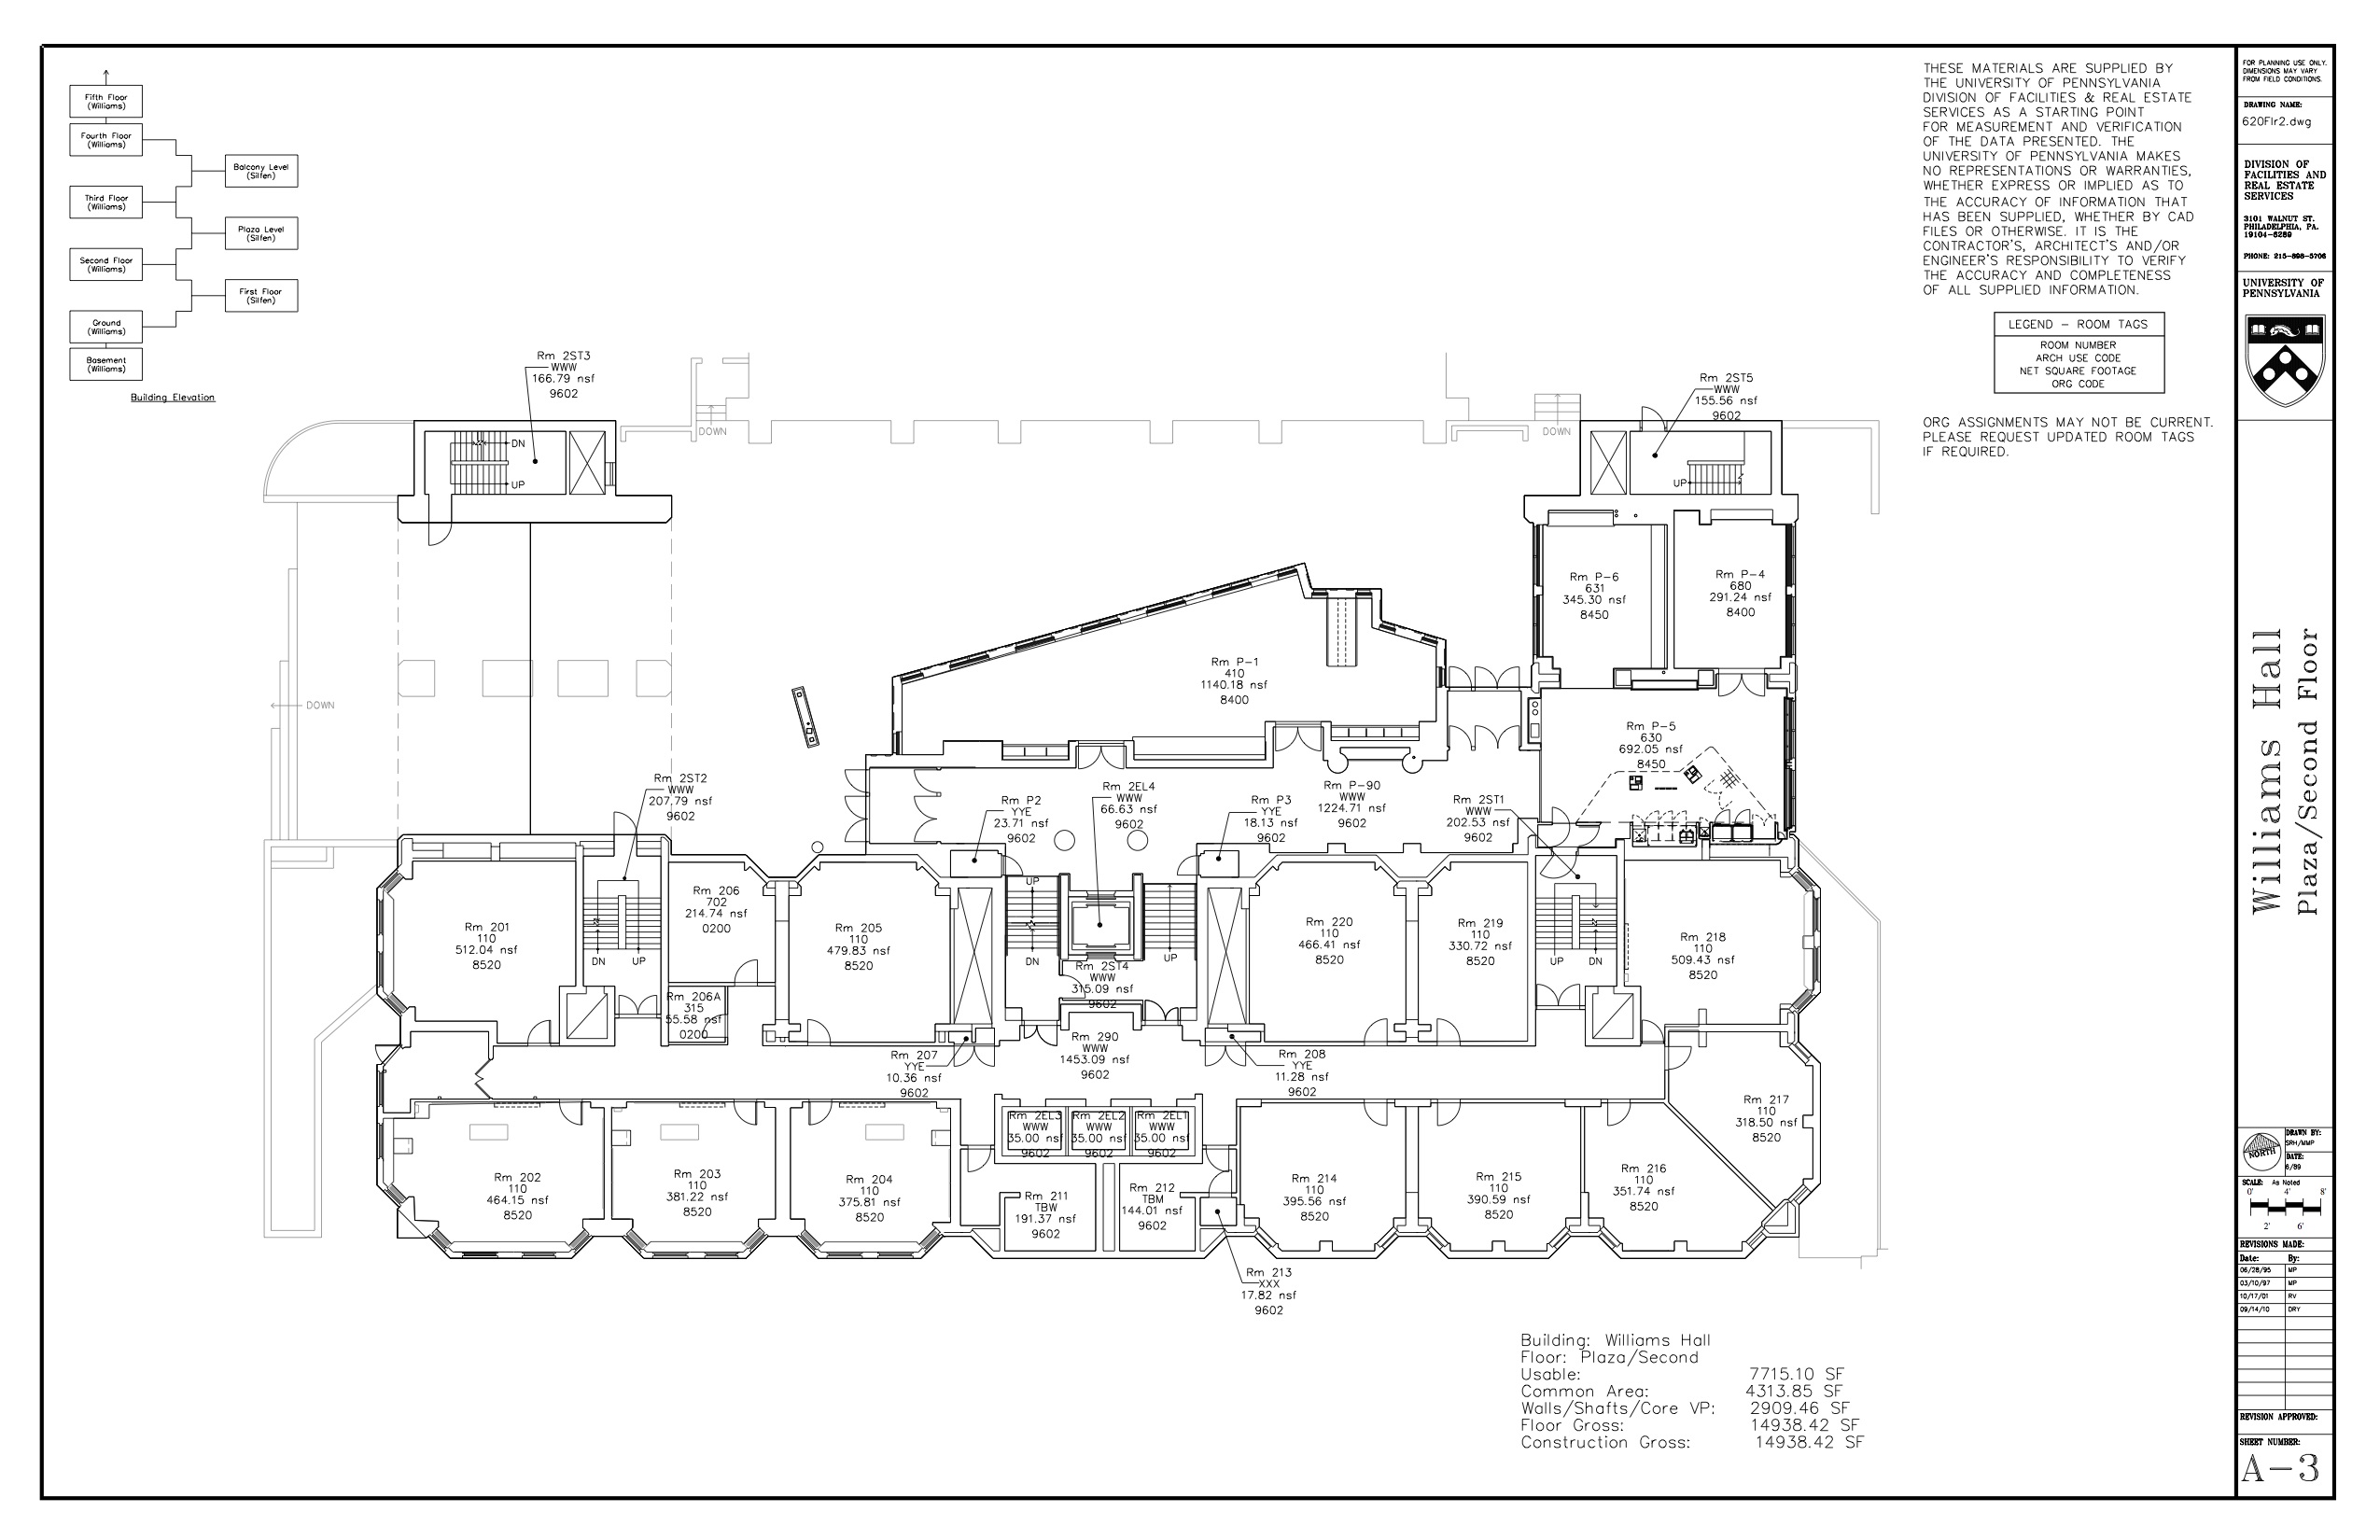 Fifth Floor
(Williams)
Fourth Floor
(Williams)
Balcony Level
(Silfen)
Third Floor
(Williams)
Plaza Level
(Silfen)
Second Floor
(Williams)
First Floor
(Silfen)
Ground
(Williams)
Basement
(Williams)
Building Elevation
THESE MATERIALS ARE SUPPLIED BY
THE UNIVERSITY OF PENNSYLVANIA
DIVISION OF FACILITIES & REAL ESTATE
SERVICES AS A STARTING POINT
FOR MEASUREMENT AND VERIFICATION
OF THE DATA PRESENTED. THE
UNIVERSITY OF PENNSYLVANIA MAKES
NO REPRESENTATIONS OR WARRANTIES,
WHETHER EXPRESS OR IMPLIED AS TO
THE ACCURACY OF INFORMATION THAT
HAS BEEN SUPPLIED, WHETHER BY CAD
FILES OR OTHERWISE. IT IS THE
CONTRACTOR'S, ARCHITECT'S AND/OR
ENGINEER'S RESPONSIBILITY TO VERIFY
THE ACCURACY AND COMPLETENESS
OF ALL SUPPLIED INFORMATION.
LEGEND - ROOM TAGS
ROOM NUMBER
ARCH USE CODE
NET SQUARE FOOTAGE
ORG CODE
ORG ASSIGNMENTS MAY NOT BE CURRENT.
PLEASE REQUEST UPDATED ROOM TAGS
IF REQUIRED.
Rm 2ST3
WWW
166.79 nsf
9602
DN
UP
DOWN
DOWN
Rm 2ST5
WWW
155.56 nsf
9602
UP
Rm P-6
631
345.30 nsf
8450
Rm P-4
680
291.24 nsf
8400
Rm P-1
410
1140.18 nsf
8400
DOWN
Rm P-5
630
692.05 nsf
8450
Rm 2ST2
WWW
207.79 nsf
9602
Rm P2
YYE
23.71 nsf
9602
Rm 2EL4
WWW
66.63 nsf
9602
Rm P3
YYE
18.13 nsf
9602
Rm P-90
WWW
1224.71 nsf
9602
Rm 2ST1
WWW
202.53 nsf
9602
Rm 201
110
512.04 nsf
8520
DN
UP
Rm 206
702
214.74 nsf
0200
Rm 205
110
479.83 nsf
8520
UP
DN
UP
Rm 2ST4
WWW
315.09 nsf
9602
Rm 220
110
466.41 nsf
8520
Rm 219
110
330.72 nsf
8520
UP
DN
Rm 218
110
509.43 nsf
8520
Rm 206A
315
55.58 nsf
0200
Rm 207
YYE
10.36 nsf
9602
Rm 290
WWW
1453.09 nsf
9602
Rm 208
YYE
11.28 nsf
9602
Rm 217
110
318.50 nsf
8520
Rm 2EL3
WWW
35.00 nsf
9602
Rm 2EL2
WWW
35.00 nsf
9602
Rm 2EL1
WWW
35.00 nsf
9602
Rm 202
110
464.15 nsf
8520
Rm 203
110
381.22 nsf
8520
Rm 204
110
375.81 nsf
8520
Rm 211
TBW
191.37 nsf
9602
Rm 212
TBM
144.01 nsf
9602
Rm 214
110
395.56 nsf
8520
Rm 215
110
390.59 nsf
8520
Rm 216
110
351.74 nsf
8520
Rm 213
XXX
17.82 nsf
9602
Building: Williams Hall
Floor: Plaza/Second
Usable: 7715.10 SF
Common Area: 4313.85 SF
Walls/Shafts/Core VP: 2909.46 SF
Floor Gross: 14938.42 SF
Construction Gross: 14938.42 SF
FOR PLANNING USE ONLY.
DIMENSIONS MAY VARY
FROM FIELD CONDITIONS.
DRAWING NAME:
620Flr2.dwg
DIVISION OF
FACILITIES AND
REAL ESTATE
SERVICES
3101 WALNUT ST.
PHILADELPHIA, PA.
19104-6289
PHONE: 215-898-5706
UNIVERSITY OF
PENNSYLVANIA
Williams Hall
Plaza/Second Floor
NORTH
DRAWN BY:
SRH/MMP
DATE:
6/89
SCALE: As Noted
0' 4' 8'
2' 6'
REVISIONS MADE:
Date: By:
06/28/95 MP
03/10/97 MP
10/17/01 RV
09/14/10 DRY
REVISION APPROVED:
SHEET NUMBER:
A-3